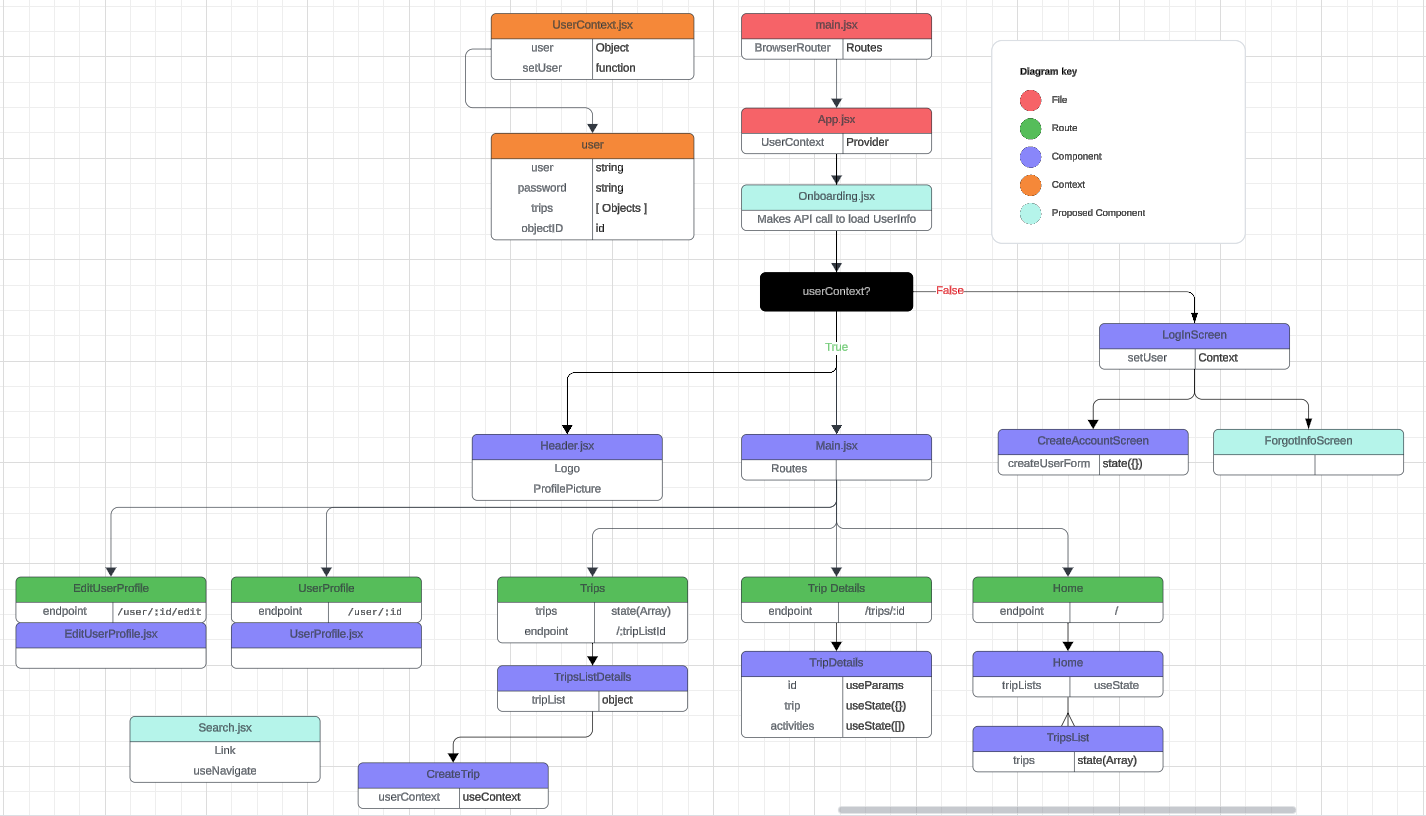 UserContext.jsx
user Object
setUser function
main.jsx
BrowserRouter Routes
Diagram key
File
Route
Component
Context
Proposed Component
App.jsx
UserContext Provider
user
user string
password string
trips [ Objects ]
objectID id
Onboarding.jsx
Makes API call to load UserInfo
userContext?
False
True
LogInScreen
setUser Context
Header.jsx
Logo
ProfilePicture
Main.jsx
Routes
CreateAccountScreen
createUserForm state({})
ForgotInfoScreen
EditUserProfile
endpoint /user/:id/edit
EditUserProfile.jsx
UserProfile
endpoint /user/:id
UserProfile.jsx
Trips
trips state(Array)
endpoint /:tripListId
TripsListDetails
tripList object
Trip Details
endpoint /trips/:id
TripDetails
id useParams
trip useState({})
activities useState([])
Home
endpoint /
Home
tripLists useState
TripsList
trips state(Array)
Search.jsx
Link
useNavigate
CreateTrip
userContext useContext